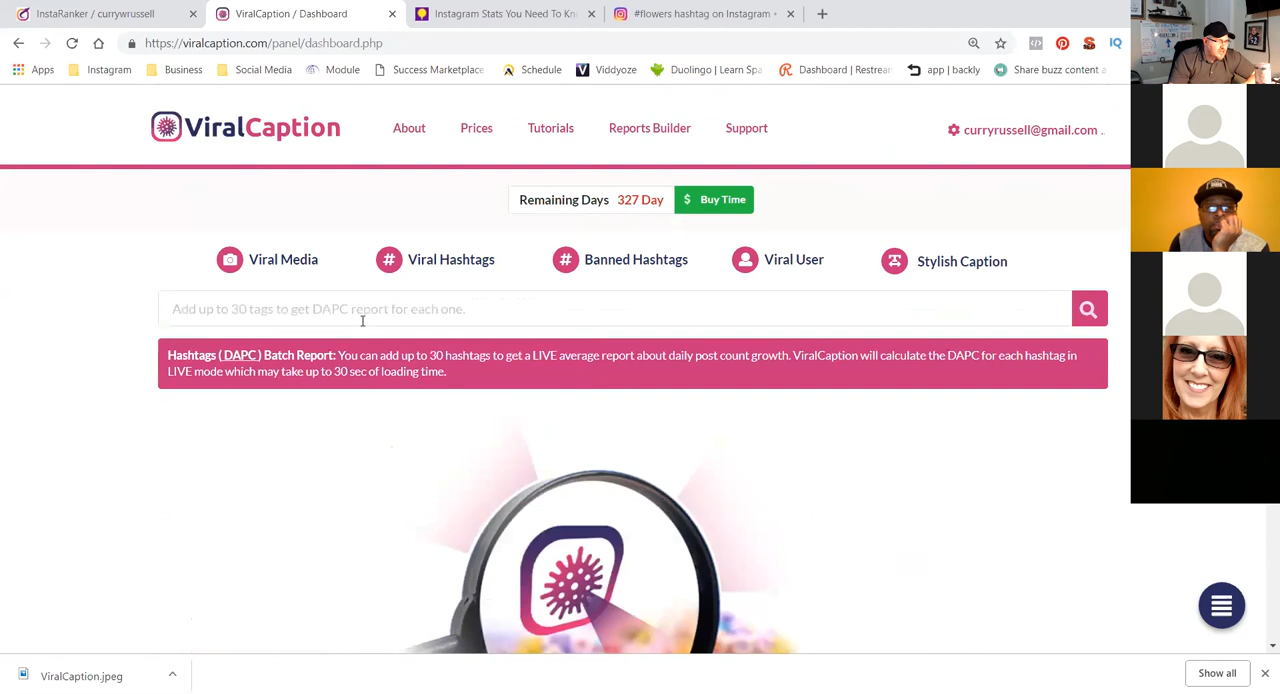 InstaRanker / curryrussell
ViralCaption / Dashboard
Instagram Stats You Need To Kn
#flowers hashtag on Instagram •
https://viralcaption.com/panel/dashboard.php
IQ
Apps
Instagram
Business
Social Media
Module
Success Marketplace
Schedule
Viddyoze
Duolingo | Learn Spa
Dashboard | Restrea
app | backly
Share buzz content a
ViralCaption
About
Prices
Tutorials
Reports Builder
Support
curryrussell@gmail.com ..
Remaining Days 327 Day
$ Buy Time
Viral Media
# Viral Hashtags
# Banned Hashtags
Viral User
Stylish Caption
Add up to 30 tags to get DAPC report for each one.
Hashtags ( DAPC ) Batch Report: You can add up to 30 hashtags to get a LIVE average report about daily post count growth. ViralCaption will calculate the DAPC for each hashtag in
LIVE mode which may take up to 30 sec of loading time.
ViralCaption.jpeg
Show all